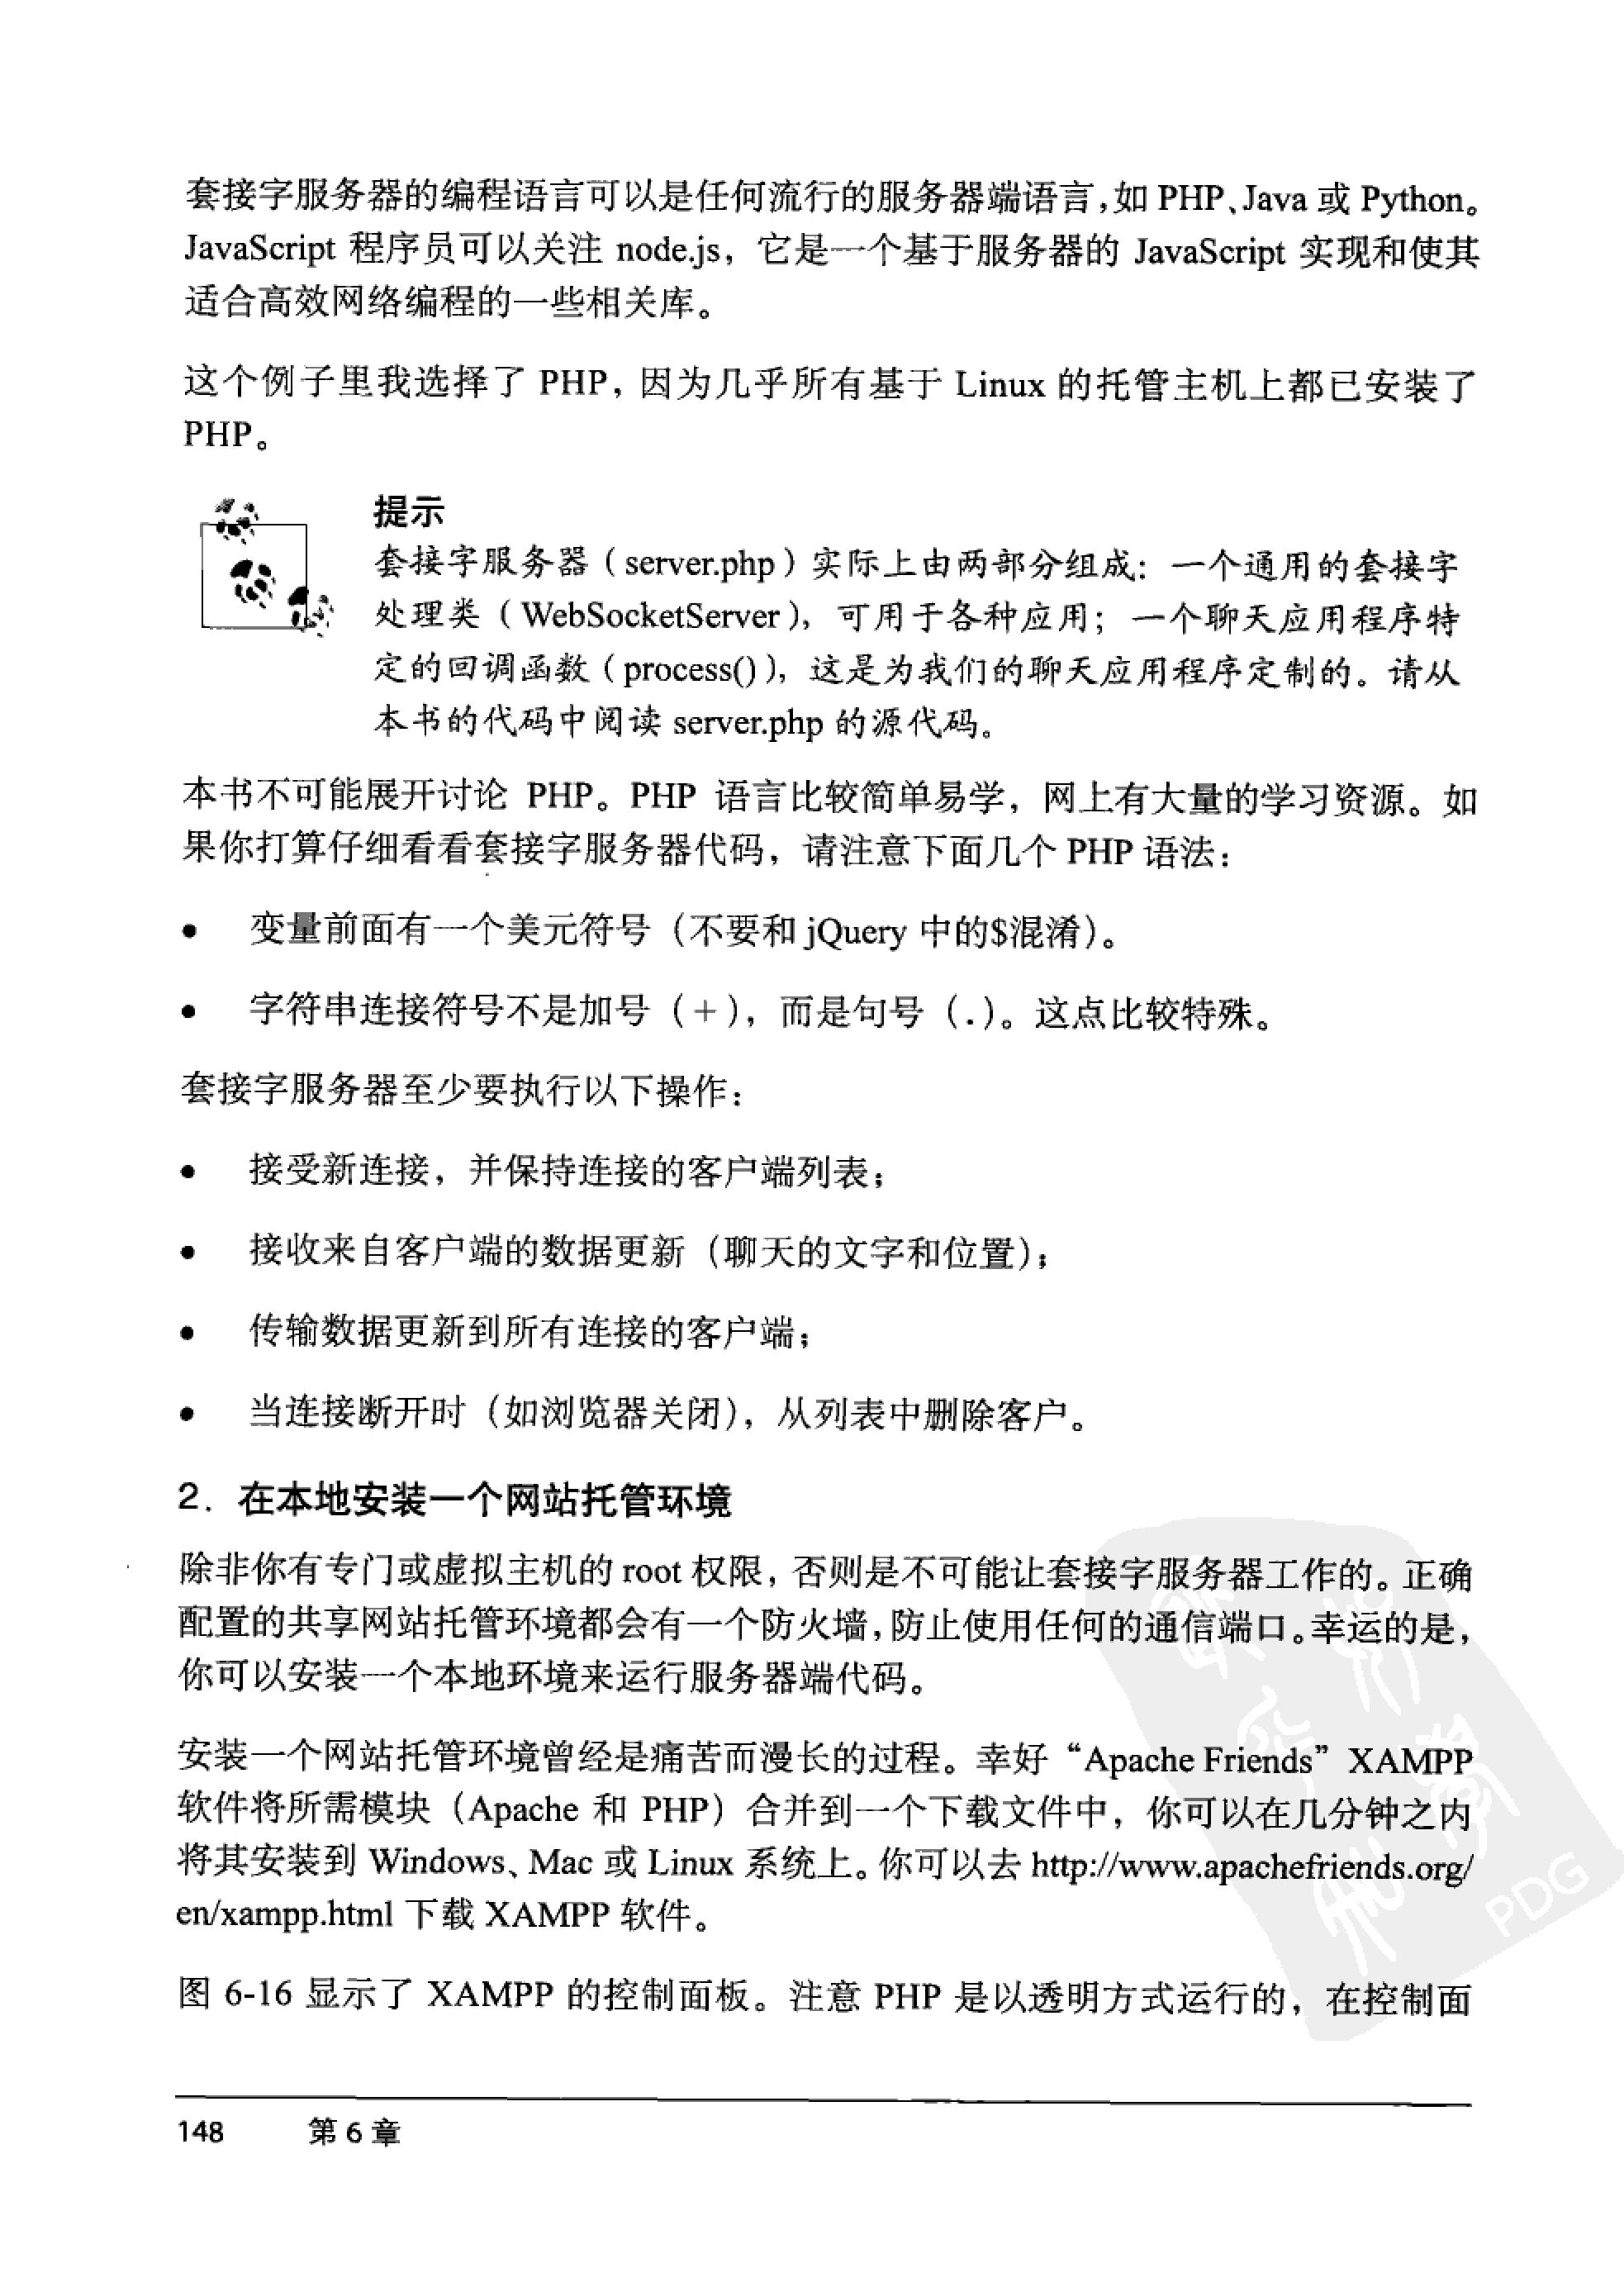 套接字服务器的编程语言可以是任何流行的服务器端语言,如 PHP、Java 或 Python。
JavaScript 程序员可以关注 node.js，它是一个基于服务器的 JavaScript 实现和使其
适合高效网络编程的一些相关库。
这个例子里我选择了 PHP，因为几乎所有基于 Linux 的托管主机上都已安装了
PHP。
提示
套接字服务器（server.php）实际上由两部分组成：一个通用的套接字
处理类（WebSocketServer），可用于各种应用；一个聊天应用程序特
定的回调函数（process()），这是为我们的聊天应用程序定制的。请从
本书的代码中阅读 server.php 的源代码。
本书不可能展开讨论 PHP。PHP 语言比较简单易学，网上有大量的学习资源。如
果你打算仔细看看套接字服务器代码，请注意下面几个 PHP 语法：
• 变量前面有一个美元符号（不要和 jQuery 中的$混淆）。
• 字符串连接符号不是加号（+），而是句号（.）。这点比较特殊。
套接字服务器至少要执行以下操作：
• 接受新连接，并保持连接的客户端列表；
• 接收来自客户端的数据更新（聊天的文字和位置）；
• 传输数据更新到所有连接的客户端；
• 当连接断开时（如浏览器关闭），从列表中删除客户。
2. 在本地安装一个网站托管环境
除非你有专门或虚拟主机的 root 权限，否则是不可能让套接字服务器工作的。正确
配置的共享网站托管环境都会有一个防火墙,防止使用任何的通信端口。幸运的是，
你可以安装一个本地环境来运行服务器端代码。
安装一个网站托管环境曾经是痛苦而漫长的过程。幸好“Apache Friends”XAMPP
软件将所需模块（Apache 和 PHP）合并到一个下载文件中，你可以在几分钟之内
将其安装到 Windows、Mac 或 Linux 系统上。你可以去 http://www.apachefriends.org/
en/xampp.html 下载 XAMPP 软件。
图 6-16 显示了 XAMPP 的控制面板。注意 PHP 是以透明方式运行的，在控制面
PDG
148 第 6 章